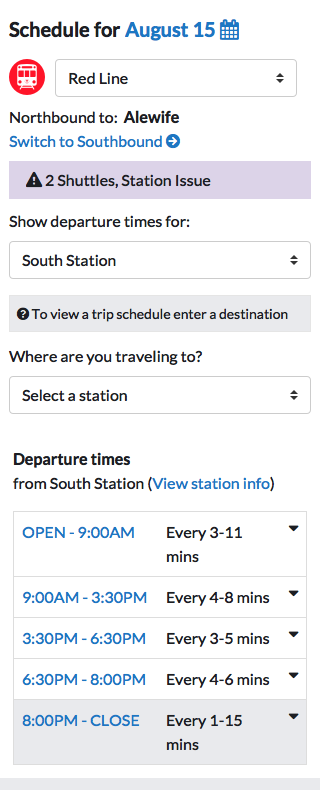 Schedule for August 15
Red Line
Northbound to: Alewife
Switch to Southbound
2 Shuttles, Station Issue
Show departure times for:
South Station
To view a trip schedule enter a destination
Where are you traveling to?
Select a station
Departure times
from South Station (View station info)
OPEN - 9:00AM Every 3-11
mins
9:00AM - 3:30PM Every 4-8 mins
3:30PM - 6:30PM Every 3-5 mins
6:30PM - 8:00PM Every 4-6 mins
8:00PM - CLOSE Every 1-15
mins